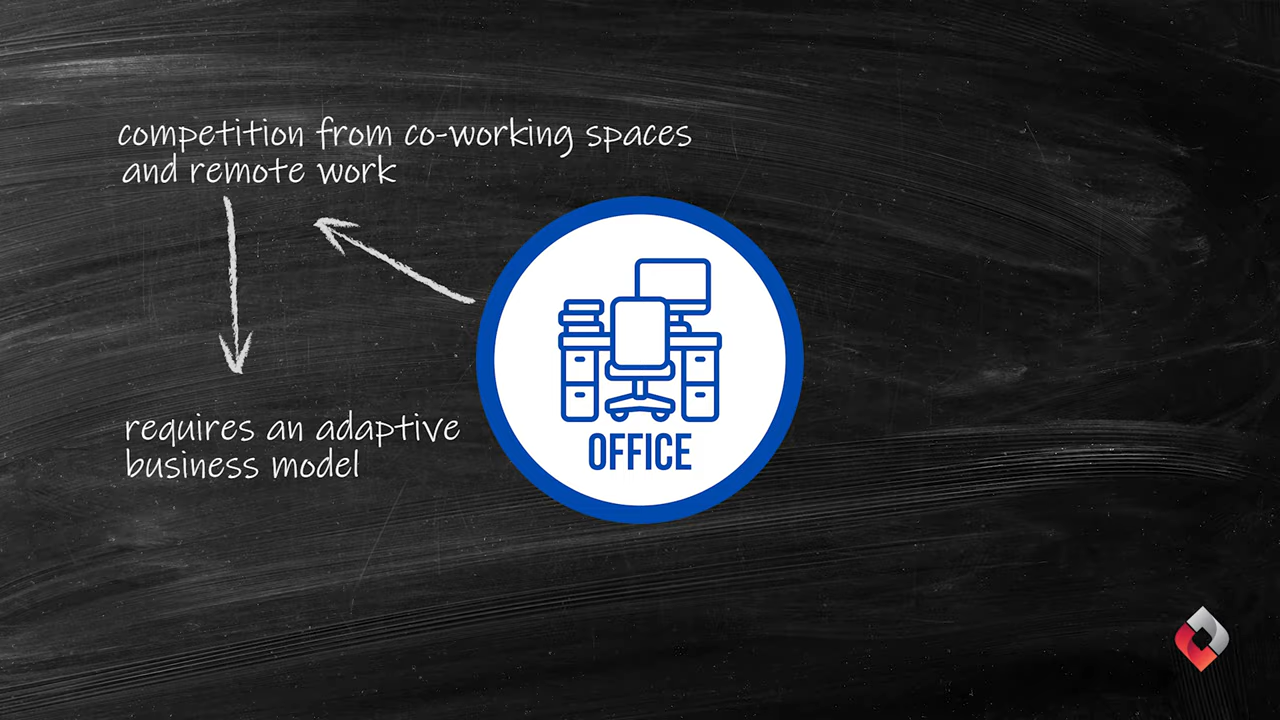 competition from co-working spaces
and remote work
requires an adaptive
business model
OFFICE